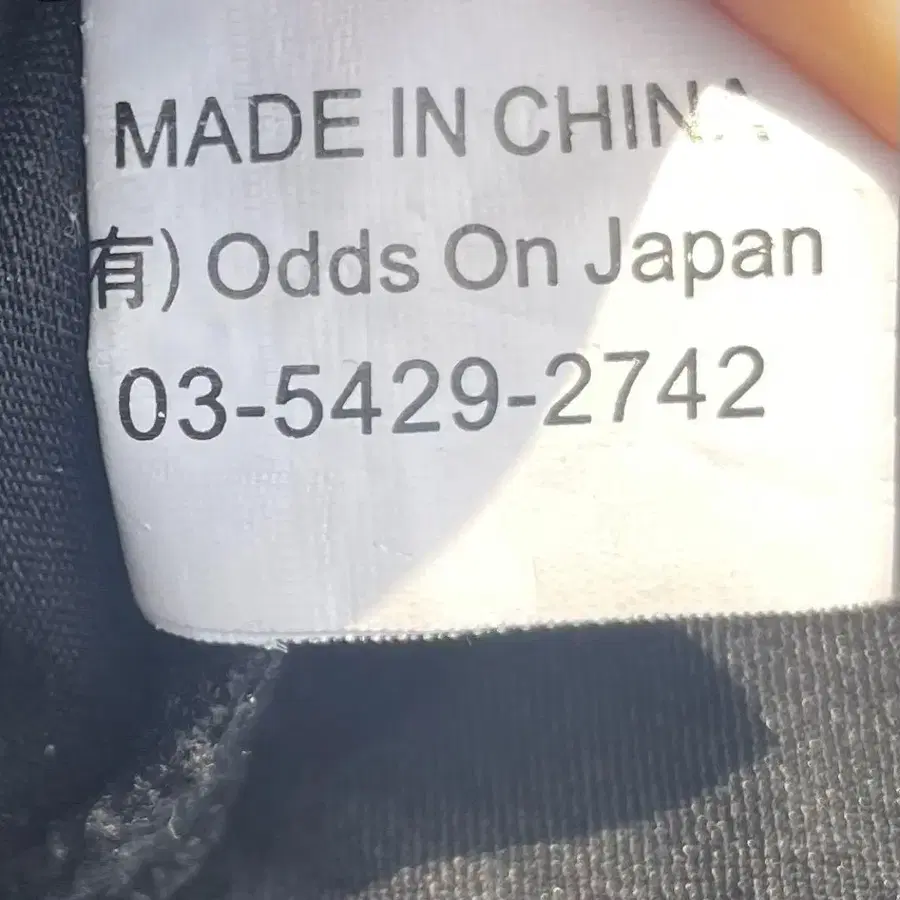 MADE IN CHINA
有) Odds On Japan
03-5429-2742